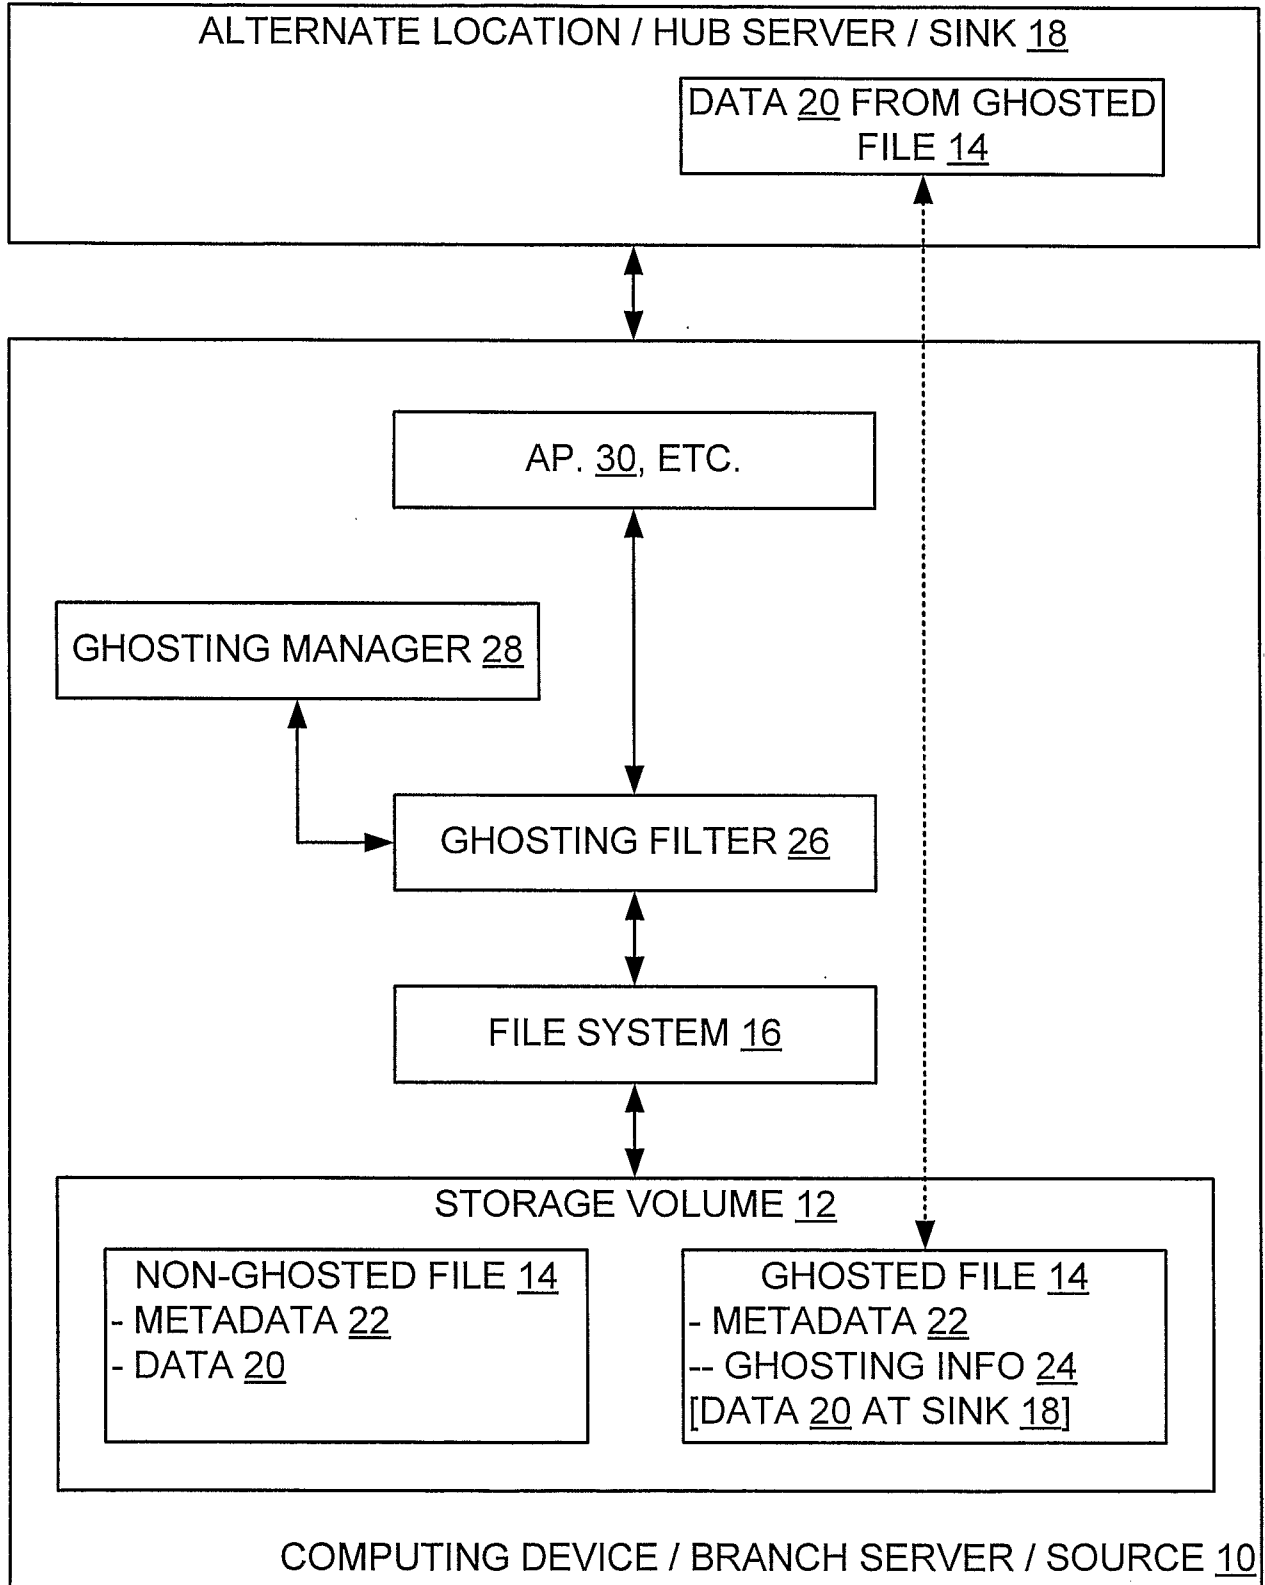 ALTERNATE LOCATION / HUB SERVER / SINK 18
DATA 20 FROM GHOSTED
FILE 14
AP. 30, ETC.
GHOSTING MANAGER 28
GHOSTING FILTER 26
FILE SYSTEM 16
STORAGE VOLUME 12
NON-GHOSTED FILE 14
- METADATA 22
- DATA 20
GHOSTED FILE 14
- METADATA 22
-- GHOSTING INFO 24
[DATA 20 AT SINK 18]
COMPUTING DEVICE / BRANCH SERVER / SOURCE 10